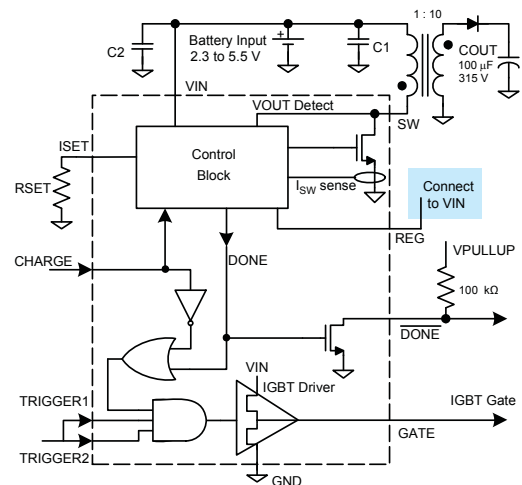 1 : 10
Battery Input
2.3 to 5.5 V
C2
C1
COUT
100 μF
315 V
VIN
VOUT Detect
SW
ISET
Control
Block
RSET
ISW sense
Connect
to VIN
REG
VPULLUP
CHARGE
DONE
100 kΩ
DONE
VIN
IGBT Driver
TRIGGER1
IGBT Gate
GATE
TRIGGER2
GND